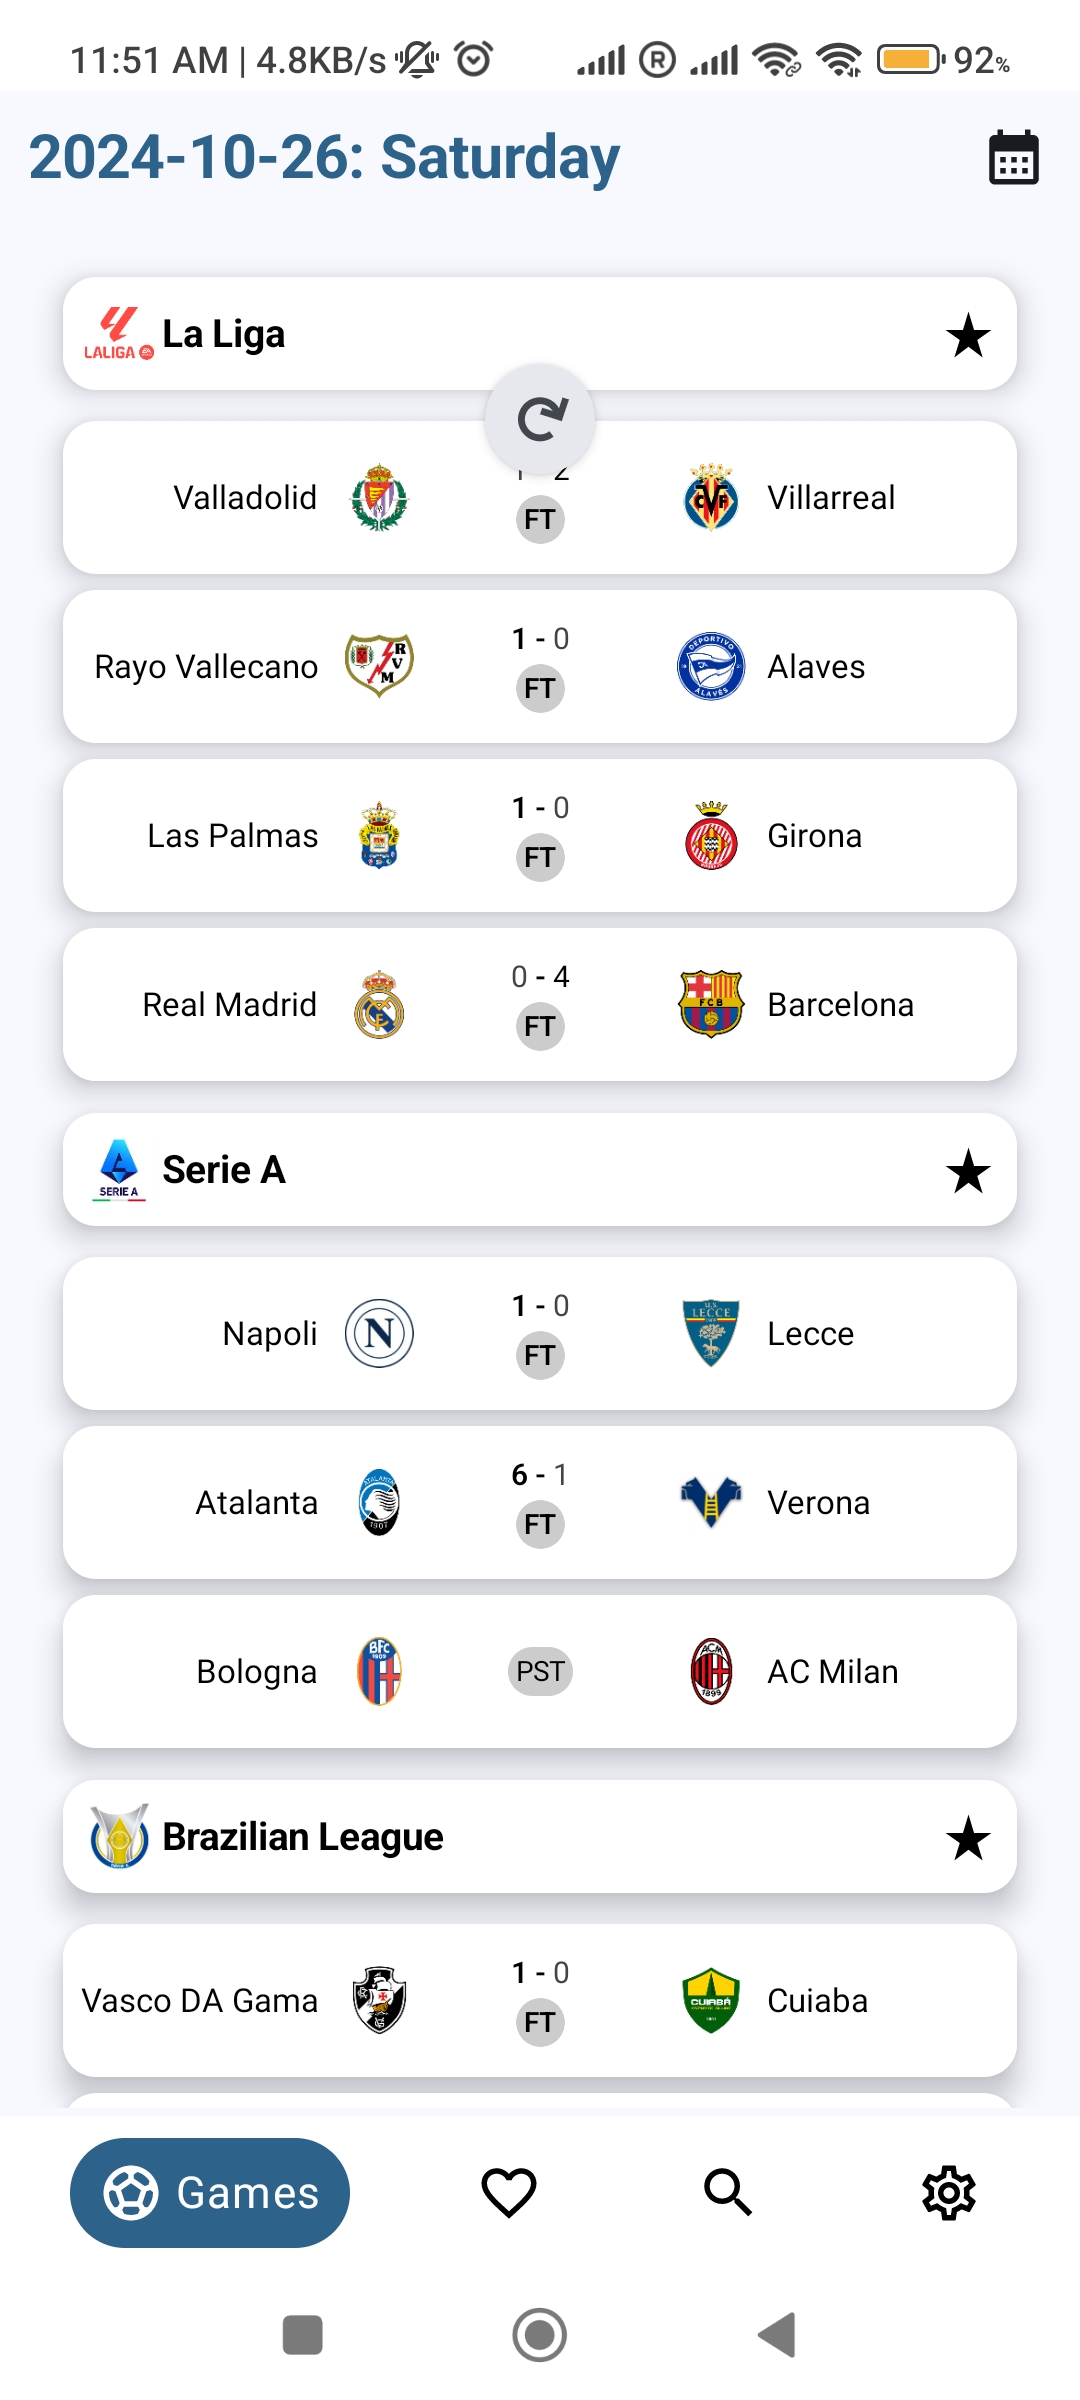 11:51 AM | 4.8KB/s 92%
2024-10-26: Saturday
LALIGA La Liga
Valladolid 1 - 2 Villarreal
FT
Rayo Vallecano 1 - 0 Alaves
FT
Las Palmas 1 - 0 Girona
FT
Real Madrid 0 - 4 Barcelona
FT
SERIE A Serie A
Napoli 1 - 0 Lecce
FT
Atalanta 6 - 1 Verona
FT
Bologna PST AC Milan
Brazilian League
Vasco DA Gama 1 - 0 Cuiaba
FT
Games